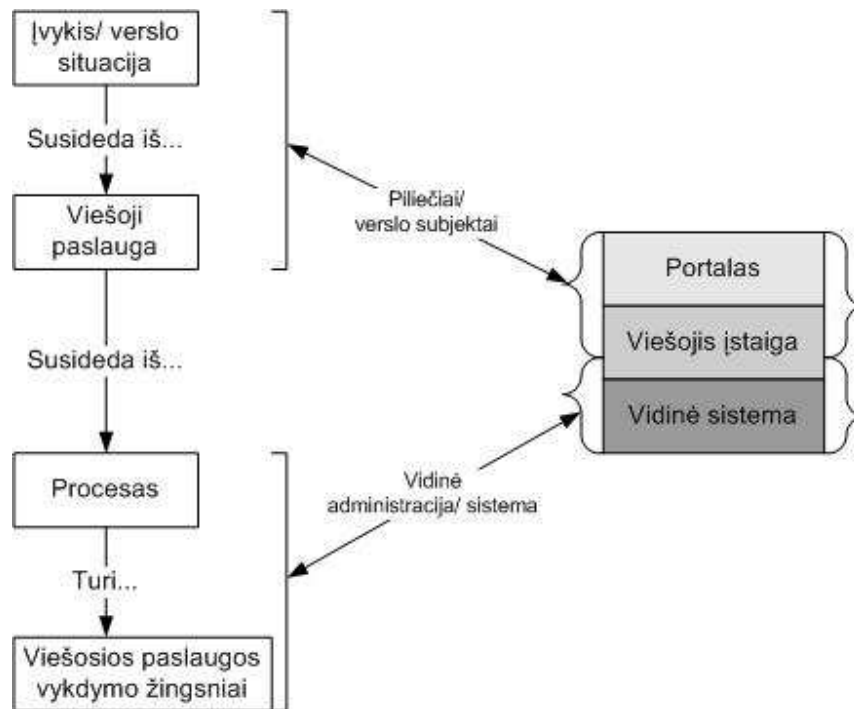 Įvykis/ verslo
situacija
Susideda iš...
Viešoji
paslauga
Susideda iš...
Procesas
Turi...
Viešosios paslaugos
vykdymo žingsniai
Piliečiai/
verslo subjektai
Vidinė
administracija/ sistema
Portalas
Viešojis įstaiga
Vidinė sistema